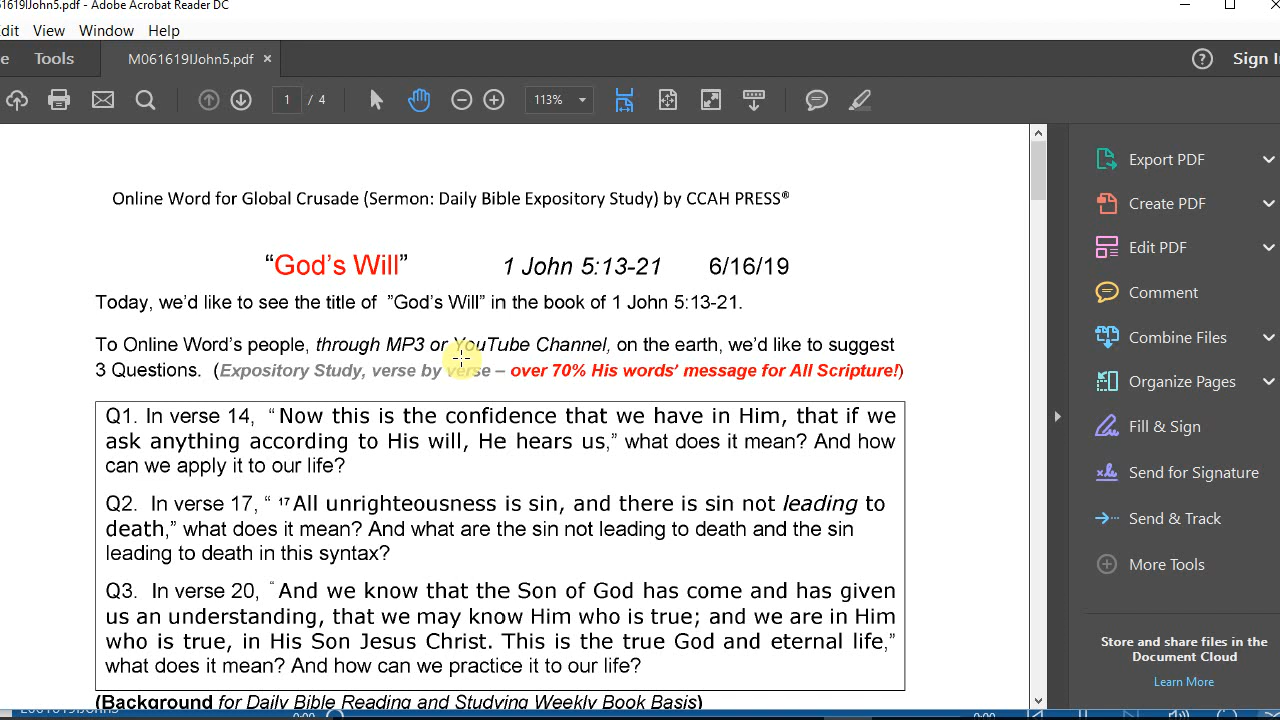 61619IJohn5.pdf - Adobe Acrobat Reader DC
dit View Window Help
e Tools M061619IJohn5.pdf × ? Sign I
1 / 4 113%
Export PDF
Create PDF
Edit PDF
Comment
Combine Files
Organize Pages
Fill & Sign
Send for Signature
Send & Track
More Tools
Store and share files in the
Document Cloud
Learn More
Online Word for Global Crusade (Sermon: Daily Bible Expository Study) by CCAH PRESS®
“God’s Will” 1 John 5:13-21 6/16/19
Today, we’d like to see the title of ”God’s Will” in the book of 1 John 5:13-21.
To Online Word’s people, through MP3 or YouTube Channel, on the earth, we’d like to suggest
3 Questions. (Expository Study, verse by verse – over 70% His words’ message for All Scripture!)
Q1. In verse 14, “Now this is the confidence that we have in Him, that if we
ask anything according to His will, He hears us,” what does it mean? And how
can we apply it to our life?
Q2. In verse 17, “ 17 All unrighteousness is sin, and there is sin not leading to
death,” what does it mean? And what are the sin not leading to death and the sin
leading to death in this syntax?
Q3. In verse 20, “And we know that the Son of God has come and has given
us an understanding, that we may know Him who is true; and we are in Him
who is true, in His Son Jesus Christ. This is the true God and eternal life,”
what does it mean? And how can we practice it to our life?
(Background for Daily Bible Reading and Studying Weekly Book Basis)